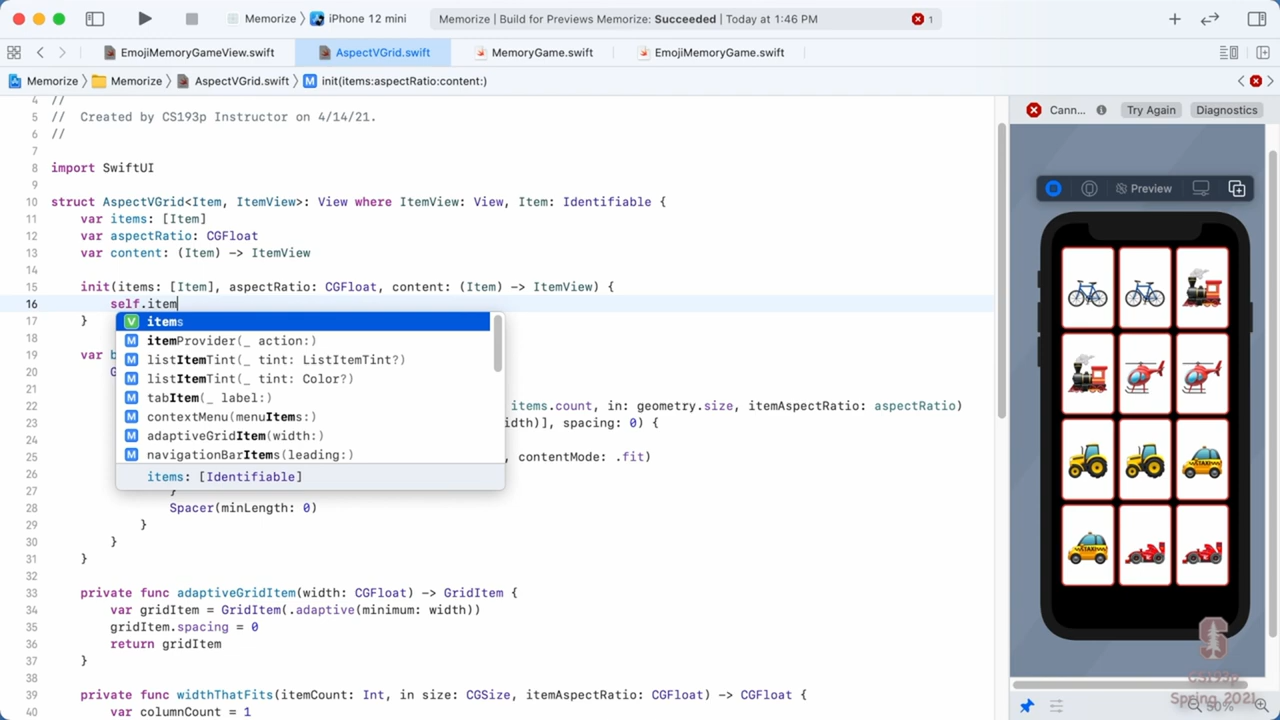 Memorize 〉 iPhone 12 mini
Memorize | Build for Previews Memorize: Succeeded | Today at 1:46 PM
1
EmojiMemoryGameView.swift
AspectVGrid.swift
MemoryGame.swift
EmojiMemoryGame.swift
Memorize 〉 Memorize 〉 AspectVGrid.swift 〉 M init(items:aspectRatio:content:)
4 //
5 // Created by CS193p Instructor on 4/14/21.
6 //
7
8 import SwiftUI
9
10 struct AspectVGrid<Item, ItemView>: View where ItemView: View, Item: Identifiable {
11 var items: [Item]
12 var aspectRatio: CGFloat
13 var content: (Item) -> ItemView
14
15 init(items: [Item], aspectRatio: CGFloat, content: (Item) -> ItemView) {
16 self.item
17 }
18
19 var b
20 G
21
22 items.count, in: geometry.size, itemAspectRatio: aspectRatio)
23 idth)], spacing: 0) {
24
25 , contentMode: .fit)
26
27 }
28 Spacer(minLength: 0)
29 }
30 }
31 }
32
33 private func adaptiveGridItem(width: CGFloat) -> GridItem {
34 var gridItem = GridItem(.adaptive(minimum: width))
35 gridItem.spacing = 0
36 return gridItem
37 }
38
39 private func widthThatFits(itemCount: Int, in size: CGSize, itemAspectRatio: CGFloat) -> CGFloat {
40 var columnCount = 1
V items
M itemProvider(_ action:)
M listItemTint(_ tint: ListItemTint?)
M listItemTint(_ tint: Color?)
M tabItem(_ label:)
M contextMenu(menuItems:)
M adaptiveGridItem(width:)
M navigationBarItems(leading:)
items: [Identifiable]
Cann... Try Again Diagnostics
Preview
TAXI
TAXI
CS193p
Spring 2021
50%